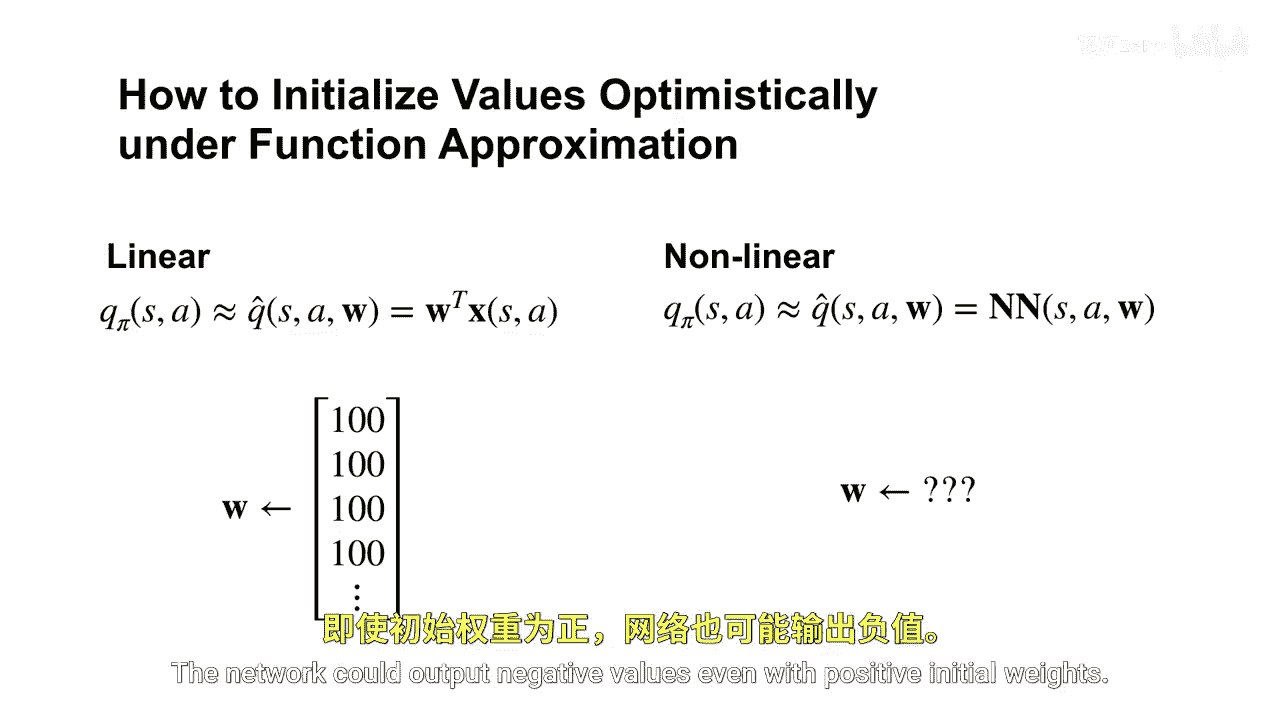 How to Initialize Values Optimistically
under Function Approximation
Linear
qπ(s, a) ≈ q̂(s, a, w) = wᵀx(s, a)
w ← [100
100
100
100
⋮]
Non-linear
qπ(s, a) ≈ q̂(s, a, w) = NN(s, a, w)
w ← ???
即使初始权重为正，网络也可能输出负值。
The network could output negative values even with positive initial weights.